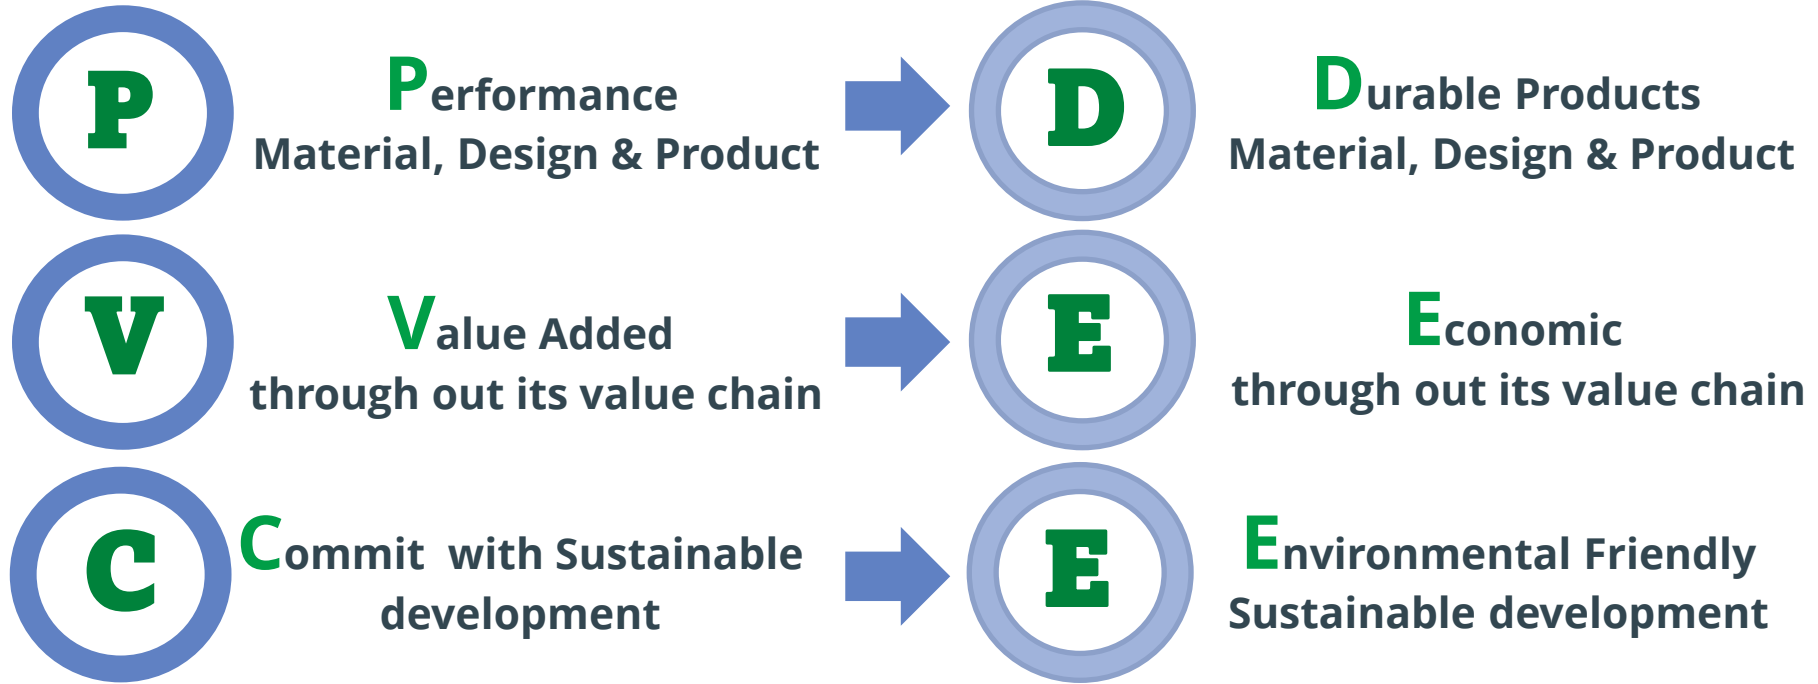 P
Performance
Material, Design & Product
D
Durable Products
Material, Design & Product
V
Value Added
through out its value chain
E
Economic
through out its value chain
C
Commit  with Sustainable
development
E
Environmental Friendly
Sustainable development